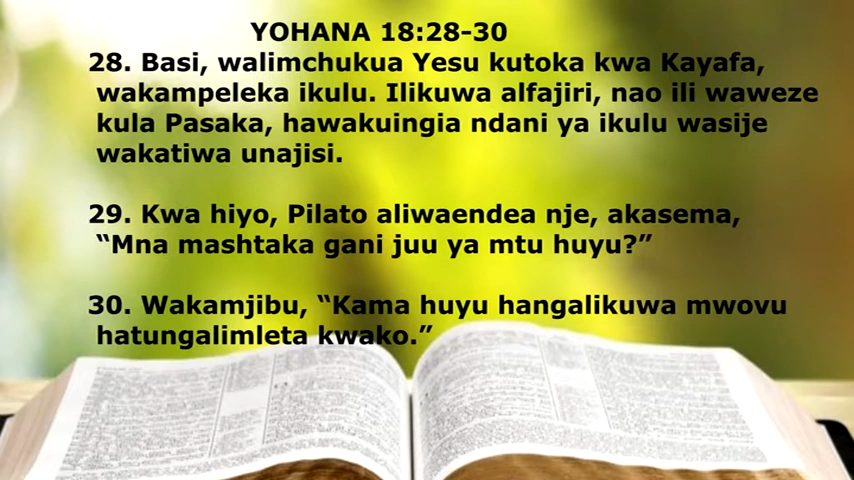 YOHANA 18:28-30
28. Basi, walimchukua Yesu kutoka kwa Kayafa,
wakampeleka ikulu. Ilikuwa alfajiri, nao ili waweze
kula Pasaka, hawakuingia ndani ya ikulu wasije
wakatiwa unajisi.
29. Kwa hiyo, Pilato aliwaendea nje, akasema,
“Mna mashtaka gani juu ya mtu huyu?”
30. Wakamjibu, “Kama huyu hangalikuwa mwovu
hatungalimleta kwako.”